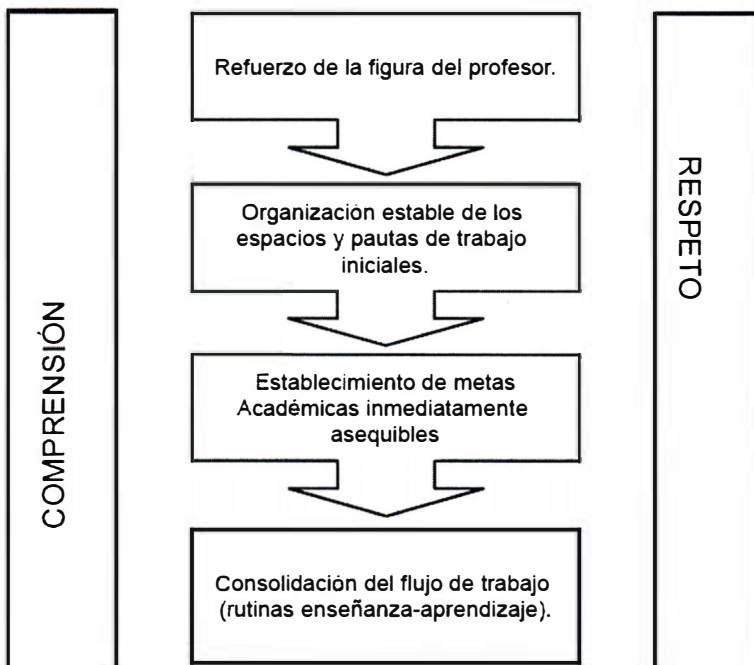 Refuerzo de la figura del profesor.
Organización estable de los
espacios y pautas de trabajo
iniciales.
Establecimiento de metas
Académicas inmediatamente
asequibles
Consolidación del flujo de trabajo
(rutinas enseñanza-aprendizaje).
COMPRENSIÓN
RESPETO